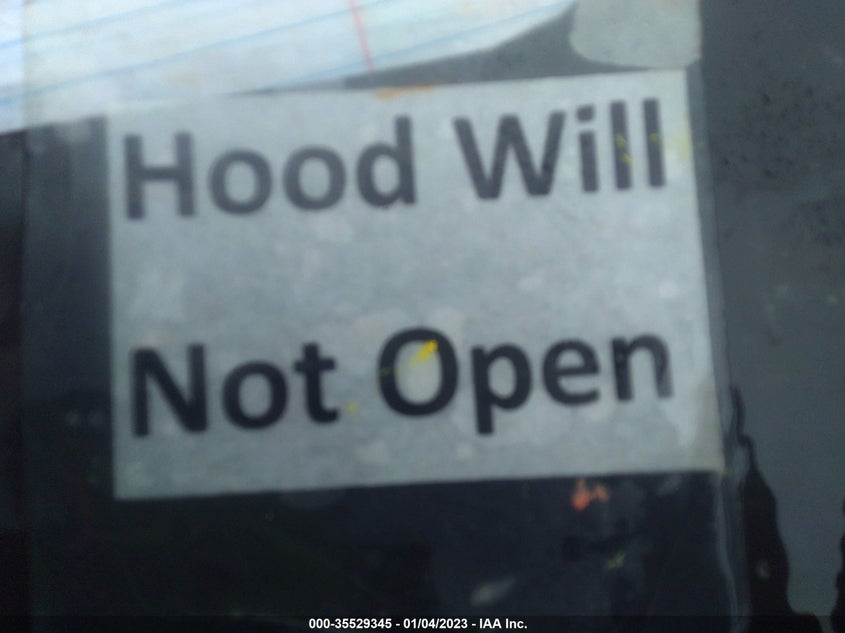 Hood Will
Not Open
000-35529345 - 01/04/2023 - IAA Inc.